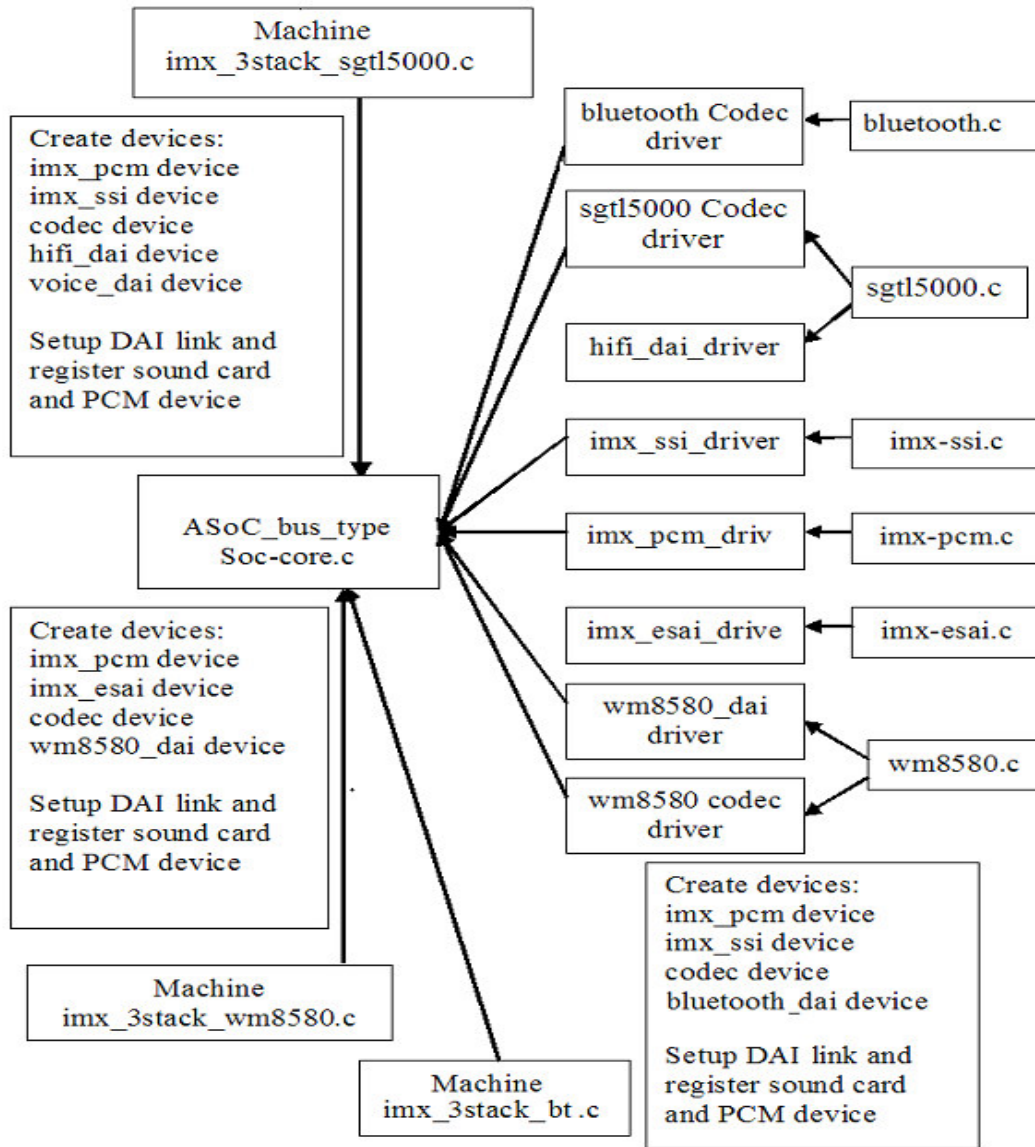 Machine
imx_3stack_sgtl5000.c
Create devices:
imx_pcm device
imx_ssi device
codec device
hifi_dai device
voice_dai device
Setup DAI link and
register sound card
and PCM device
bluetooth Codec
driver
bluetooth.c
sgtl5000 Codec
driver
sgtl5000.c
hifi_dai_driver
imx_ssi_driver
imx-ssi.c
ASoC_bus_type
Soc-core.c
imx_pcm_driv
imx-pcm.c
imx_esai_drive
imx-esai.c
Create devices:
imx_pcm device
imx_esai device
codec device
wm8580_dai device
Setup DAI link and
register sound card
and PCM device
wm8580_dai
driver
wm8580.c
wm8580 codec
driver
Machine
imx_3stack_wm8580.c
Machine
imx_3stack_bt .c
Create devices:
imx_pcm device
imx_ssi device
codec device
bluetooth_dai device
Setup DAI link and
register sound card
and PCM device